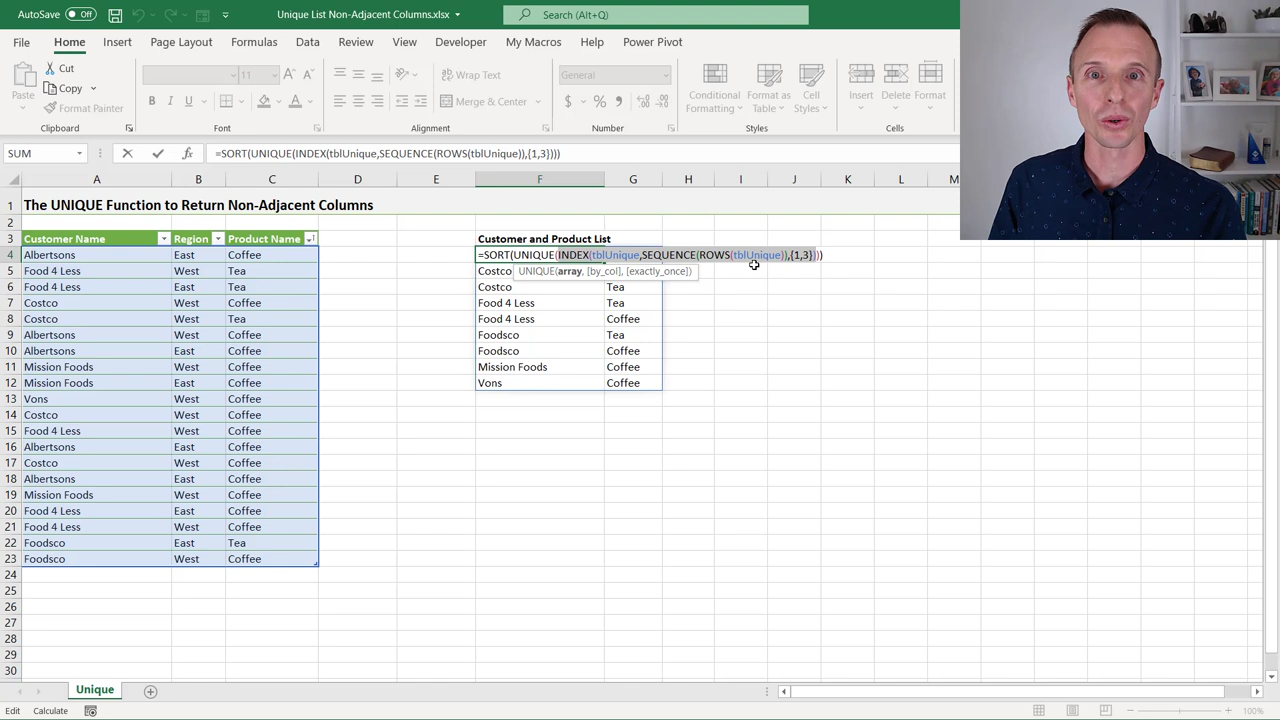 AutoSave Off
Unique List Non-Adjacent Columns.xlsx
Search (Alt+Q)
File Home Insert Page Layout Formulas Data Review View Developer My Macros Help Power Pivot
Paste
Cut
Copy
Format Painter
Clipboard
11
B I U
Font
Wrap Text
Merge & Center
Alignment
General
$ % 9
Number
Conditional Formatting
Format as Table
Cell Styles
Styles
Insert Delete Format
Cells
SUM
fx
=SORT(UNIQUE(INDEX(tblUnique,SEQUENCE(ROWS(tblUnique)),{1,3})))
A B C D E F G H I J K L M
1 The UNIQUE Function to Return Non-Adjacent Columns
2
3 Customer Name Region Product Name Customer and Product List
4 Albertsons East Coffee =SORT(UNIQUE(INDEX(tblUnique,SEQUENCE(ROWS(tblUnique)),{1,3})))
5 Food 4 Less West Tea Costco UNIQUE(array, [by_col], [exactly_once])
6 Food 4 Less West Tea Costco Tea
7 Costco West Coffee Food 4 Less Tea
8 Costco West Tea Food 4 Less Coffee
9 Albertsons West Coffee Foodsco Tea
10 Albertsons East Coffee Foodsco Coffee
11 Mission Foods West Coffee Mission Foods Coffee
12 Mission Foods East Coffee Vons Coffee
13 Vons West Coffee
14 Costco West Coffee
15 Food 4 Less West Coffee
16 Albertsons East Coffee
17 Costco West Coffee
18 Albertsons East Coffee
19 Mission Foods West Coffee
20 Food 4 Less East Coffee
21 Food 4 Less West Coffee
22 Foodsco East Tea
23 Foodsco West Coffee
24
25
26
27
28
29
30
Unique
Edit Calculate
100%